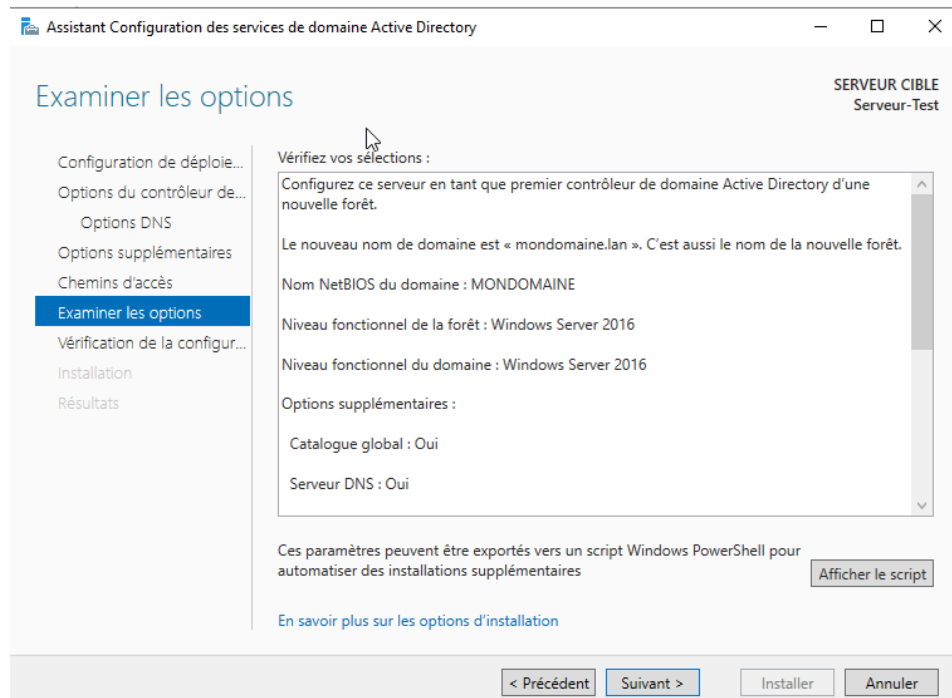 Assistant Configuration des services de domaine Active Directory
Examiner les options
SERVEUR CIBLE
Serveur-Test
Configuration de déploie...
Options du contrôleur de...
Options DNS
Options supplémentaires
Chemins d'accès
Examiner les options
Vérification de la configur...
Installation
Résultats
Vérifiez vos sélections :
Configurez ce serveur en tant que premier contrôleur de domaine Active Directory d'une
nouvelle forêt.
Le nouveau nom de domaine est « mondomaine.lan ». C'est aussi le nom de la nouvelle forêt.
Nom NetBIOS du domaine : MONDOMAINE
Niveau fonctionnel de la forêt : Windows Server 2016
Niveau fonctionnel du domaine : Windows Server 2016
Options supplémentaires :
Catalogue global : Oui
Serveur DNS : Oui
Ces paramètres peuvent être exportés vers un script Windows PowerShell pour
automatiser des installations supplémentaires
Afficher le script
En savoir plus sur les options d'installation
< Précédent
Suivant >
Installer
Annuler